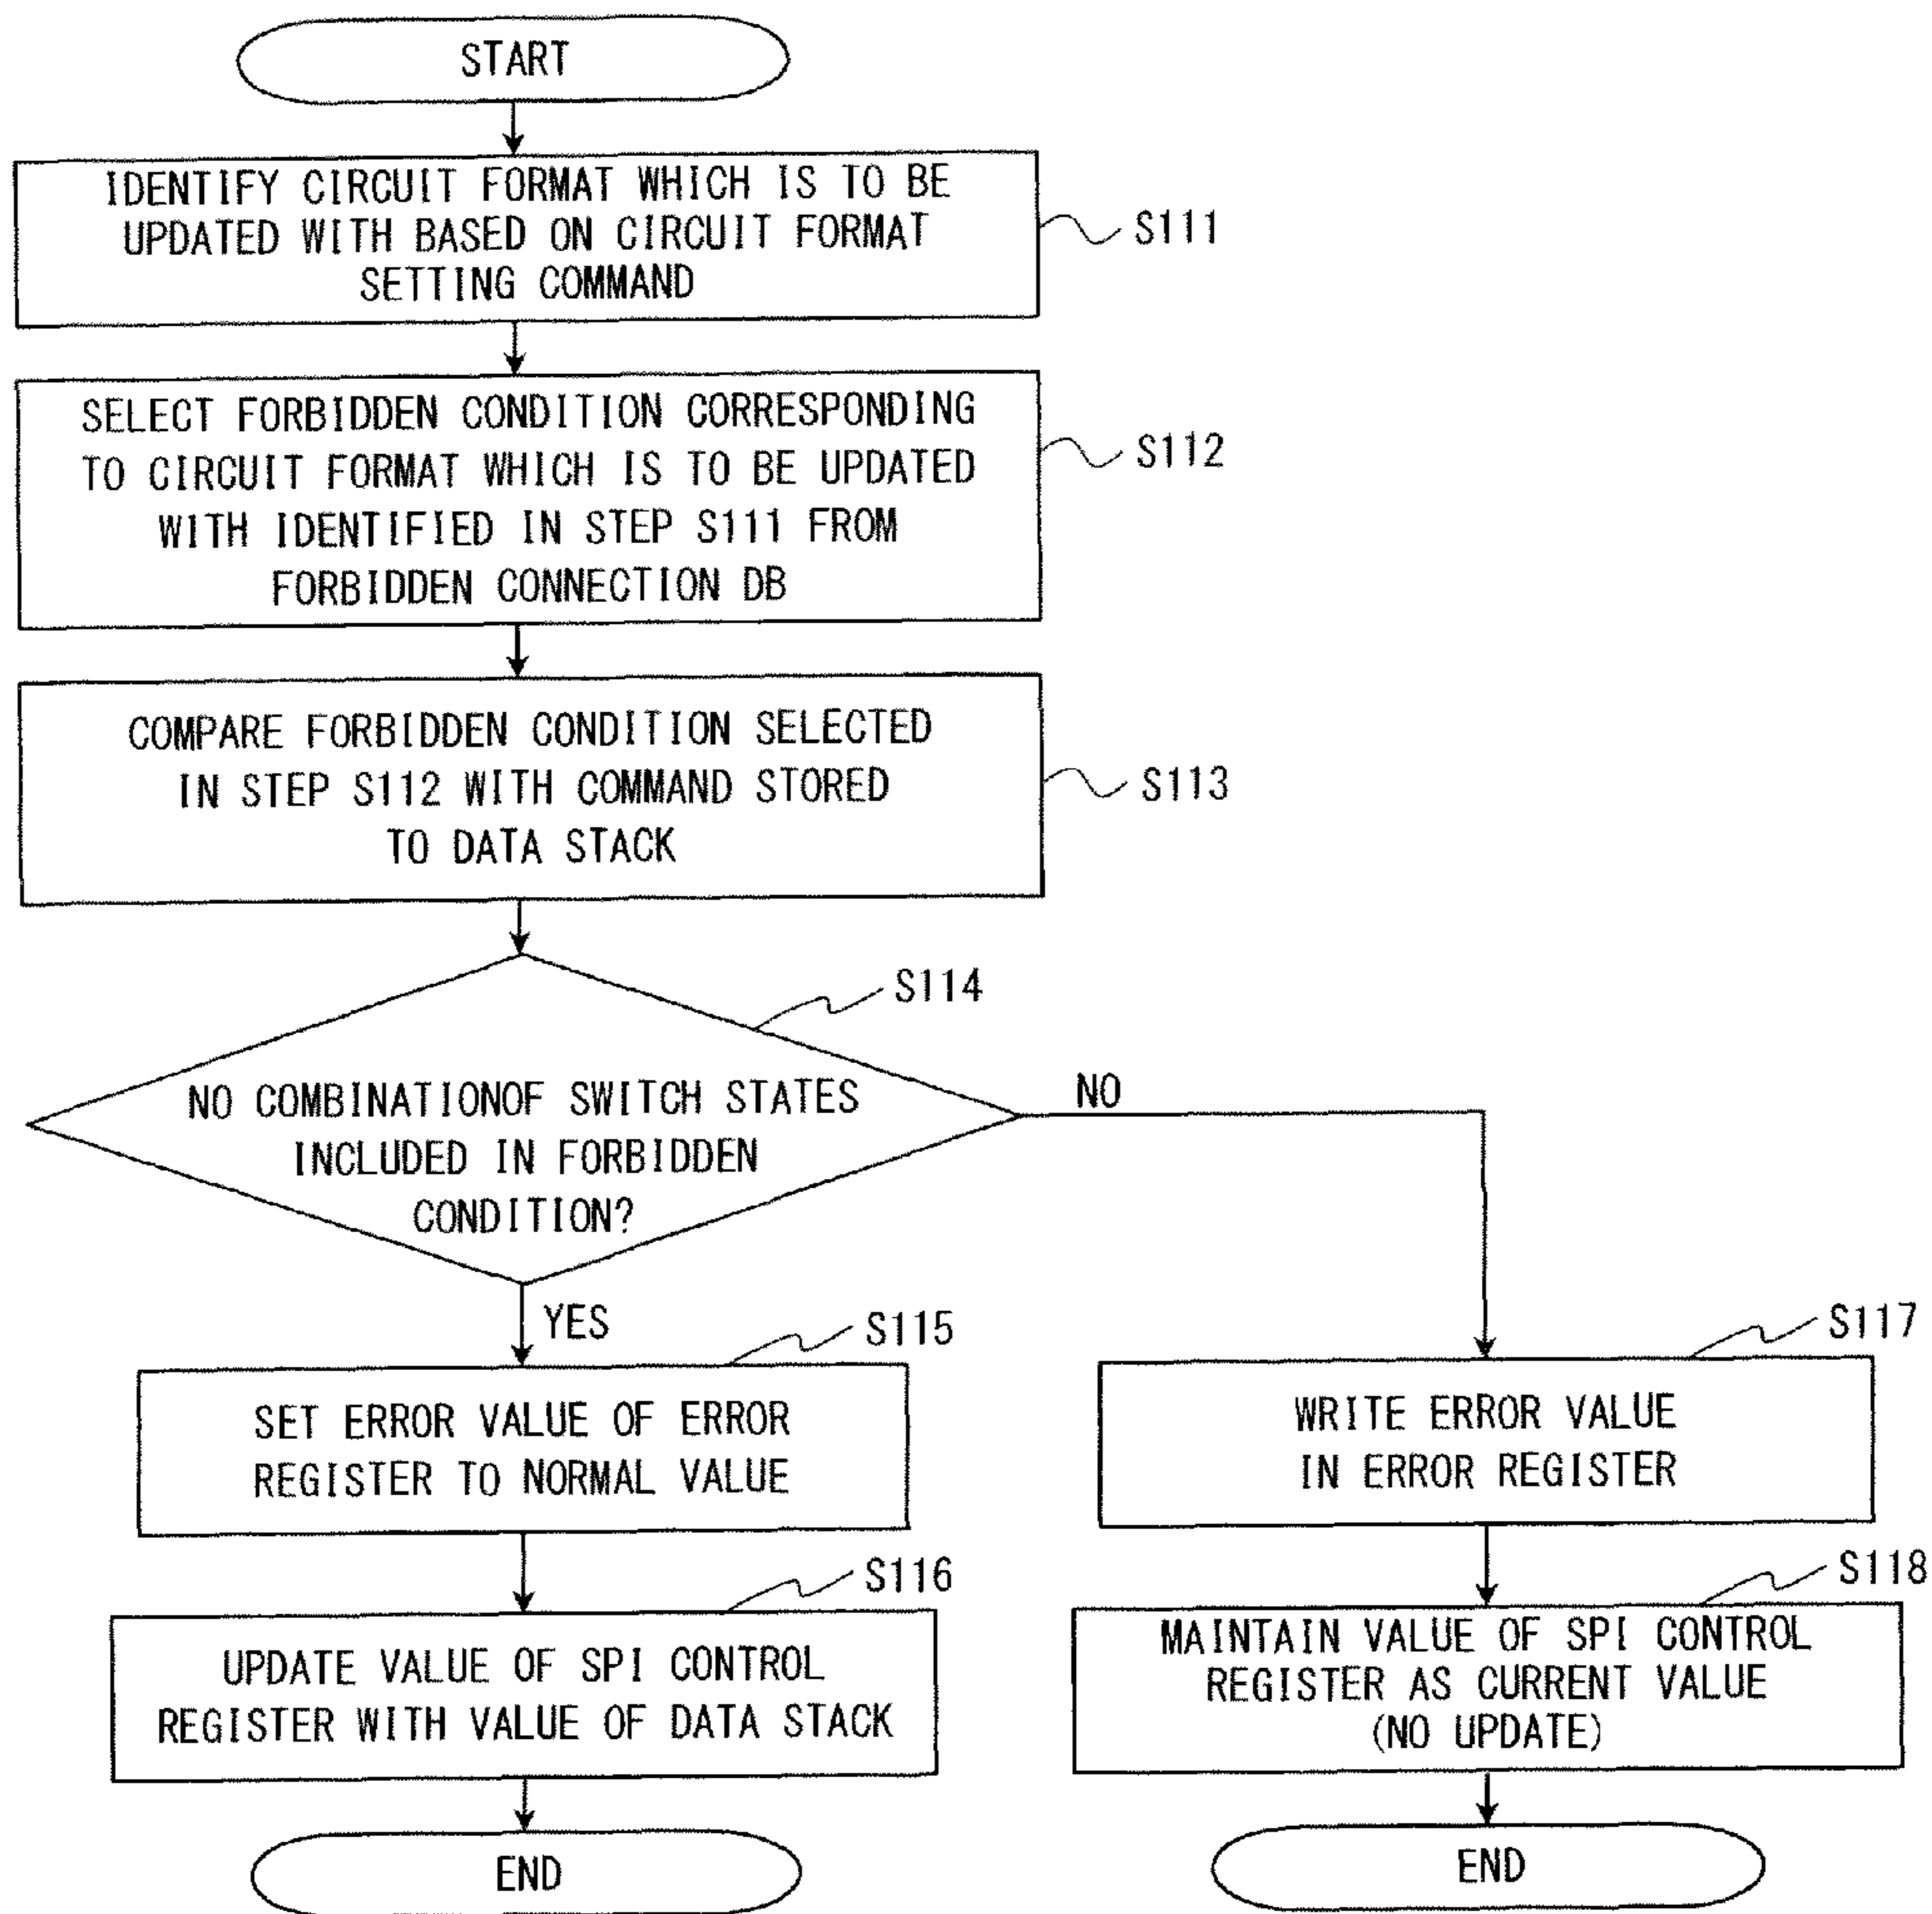 START
IDENTIFY CIRCUIT FORMAT WHICH IS TO BE
UPDATED WITH BASED ON CIRCUIT FORMAT
SETTING COMMAND
S111
SELECT FORBIDDEN CONDITION CORRESPONDING
TO CIRCUIT FORMAT WHICH IS TO BE UPDATED
WITH IDENTIFIED IN STEP S111 FROM
FORBIDDEN CONNECTION DB
S112
COMPARE FORBIDDEN CONDITION SELECTED
IN STEP S112 WITH COMMAND STORED
TO DATA STACK
S113
S114
NO COMBINATIONOF SWITCH STATES
INCLUDED IN FORBIDDEN
CONDITION?
NO
YES
S115
SET ERROR VALUE OF ERROR
REGISTER TO NORMAL VALUE
S116
UPDATE VALUE OF SPI CONTROL
REGISTER WITH VALUE OF DATA STACK
END
S117
WRITE ERROR VALUE
IN ERROR REGISTER
S118
MAINTAIN VALUE OF SPI CONTROL
REGISTER AS CURRENT VALUE
(NO UPDATE)
END